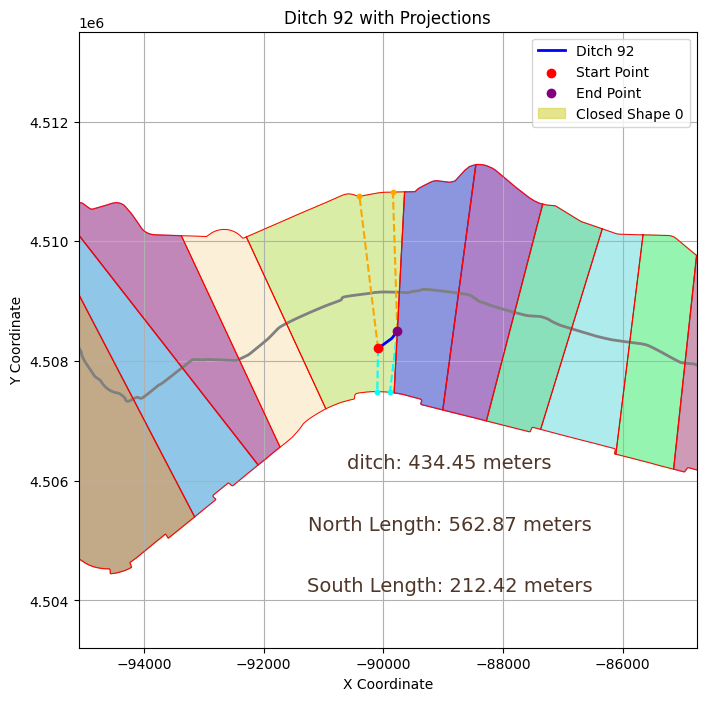 Ditch 92 with Projections
1e6
Ditch 92
Start Point
End Point
Closed Shape 0
4.512
4.510
4.508
4.506
4.504
Y Coordinate
ditch: 434.45 meters
North Length: 562.87 meters
South Length: 212.42 meters
−94000 −92000 −90000 −88000 −86000
X Coordinate